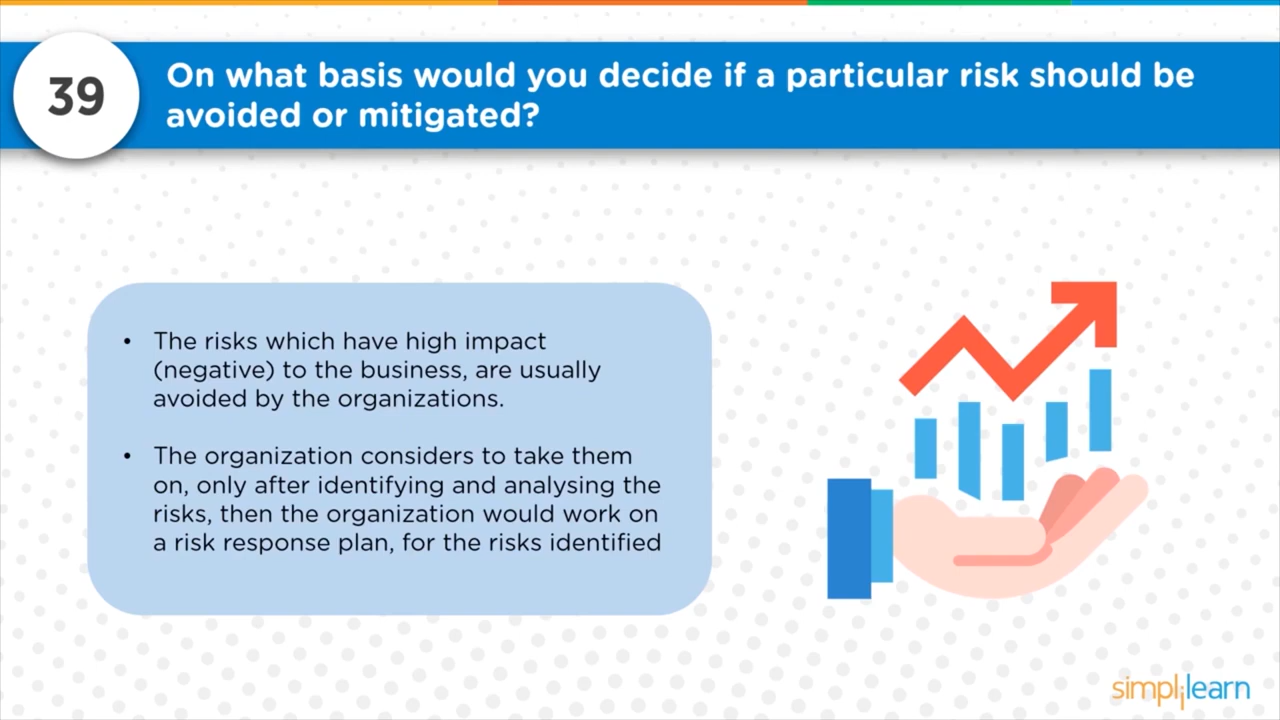 39
On what basis would you decide if a particular risk should be
avoided or mitigated?
• The risks which have high impact
(negative) to the business, are usually
avoided by the organizations.
• The organization considers to take them
on, only after identifying and analysing the
risks, then the organization would work on
a risk response plan, for the risks identified
simplilearn